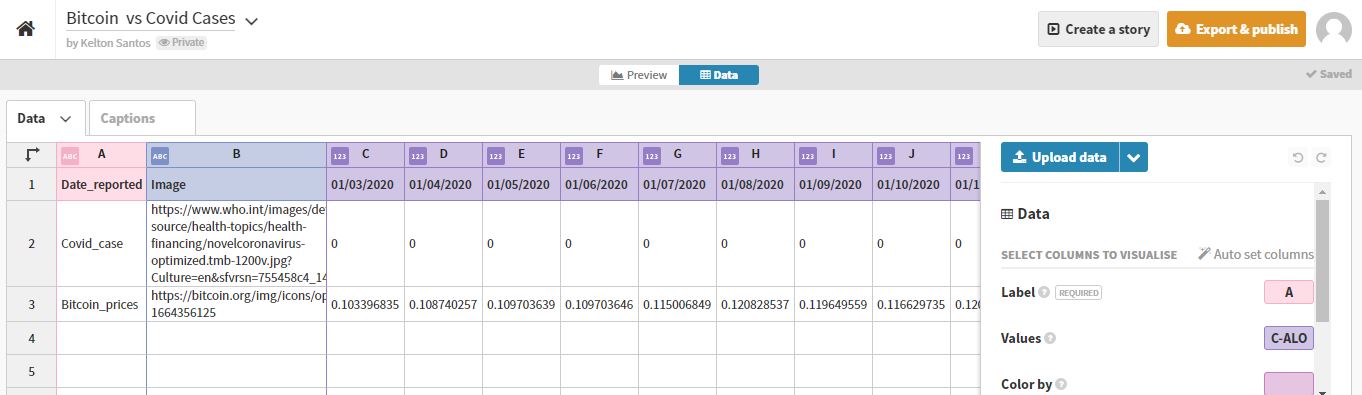 Bitcoin vs Covid Cases
by Kelton Santos Private
Create a story
Export & publish
Preview
Data
Saved
Data
Captions
ABC A ABC B 123 C 123 D 123 E 123 F 123 G 123 H 123 I 123 J 123
1 Date_reported Image 01/03/2020 01/04/2020 01/05/2020 01/06/2020 01/07/2020 01/08/2020 01/09/2020 01/10/2020 01/1
2 Covid_case
https://www.who.int/images/de
source/health-topics/health-
financing/novelcoronavirus-
optimized.tmb-1200v.jpg?
Culture=en&sfvrsn=755458c4_14
0 0 0 0 0 0 0 0 0
3 Bitcoin_prices
https://bitcoin.org/img/icons/op
1664356125
0.103396835 0.108740257 0.109703639 0.109703646 0.115006849 0.120828537 0.119649559 0.116629735 0.120
4
5
Upload data
Data
SELECT COLUMNS TO VISUALISE
Auto set columns
Label ? REQUIRED A
Values ? C-ALO
Color by ?